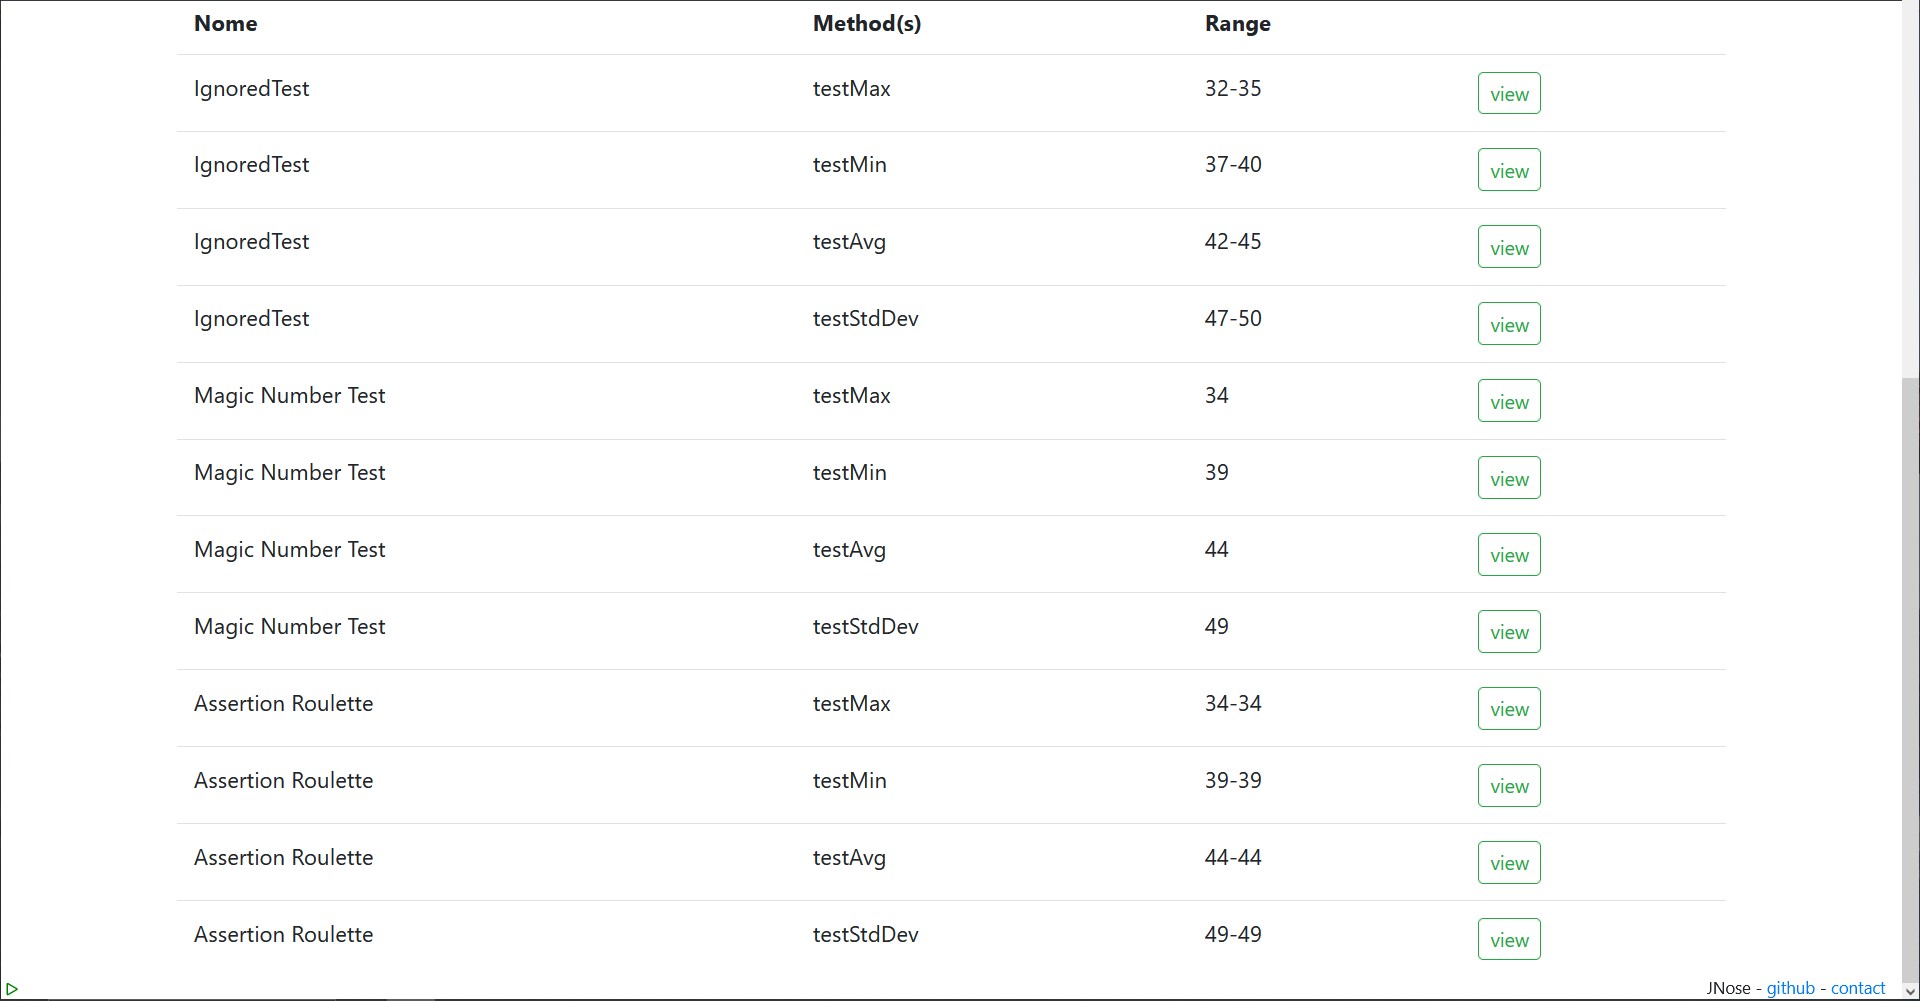 Nome Method(s) Range
IgnoredTest testMax 32-35 view
IgnoredTest testMin 37-40 view
IgnoredTest testAvg 42-45 view
IgnoredTest testStdDev 47-50 view
Magic Number Test testMax 34 view
Magic Number Test testMin 39 view
Magic Number Test testAvg 44 view
Magic Number Test testStdDev 49 view
Assertion Roulette testMax 34-34 view
Assertion Roulette testMin 39-39 view
Assertion Roulette testAvg 44-44 view
Assertion Roulette testStdDev 49-49 view
JNose - github - contact